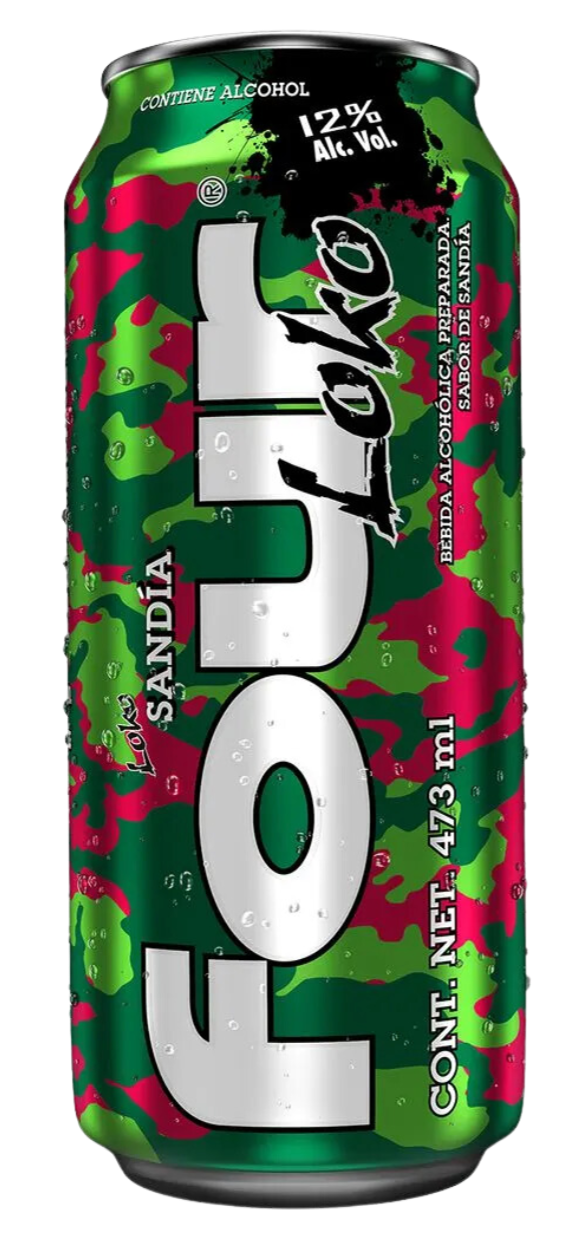 CONTIENE ALCOHOL
12%
Alc. Vol.
four®
Loko
Loko
SANDÍA
BEBIDA ALCOHÓLICA PREPARADA.
SABOR DE SANDÍA
CONT. NET. 473 ml